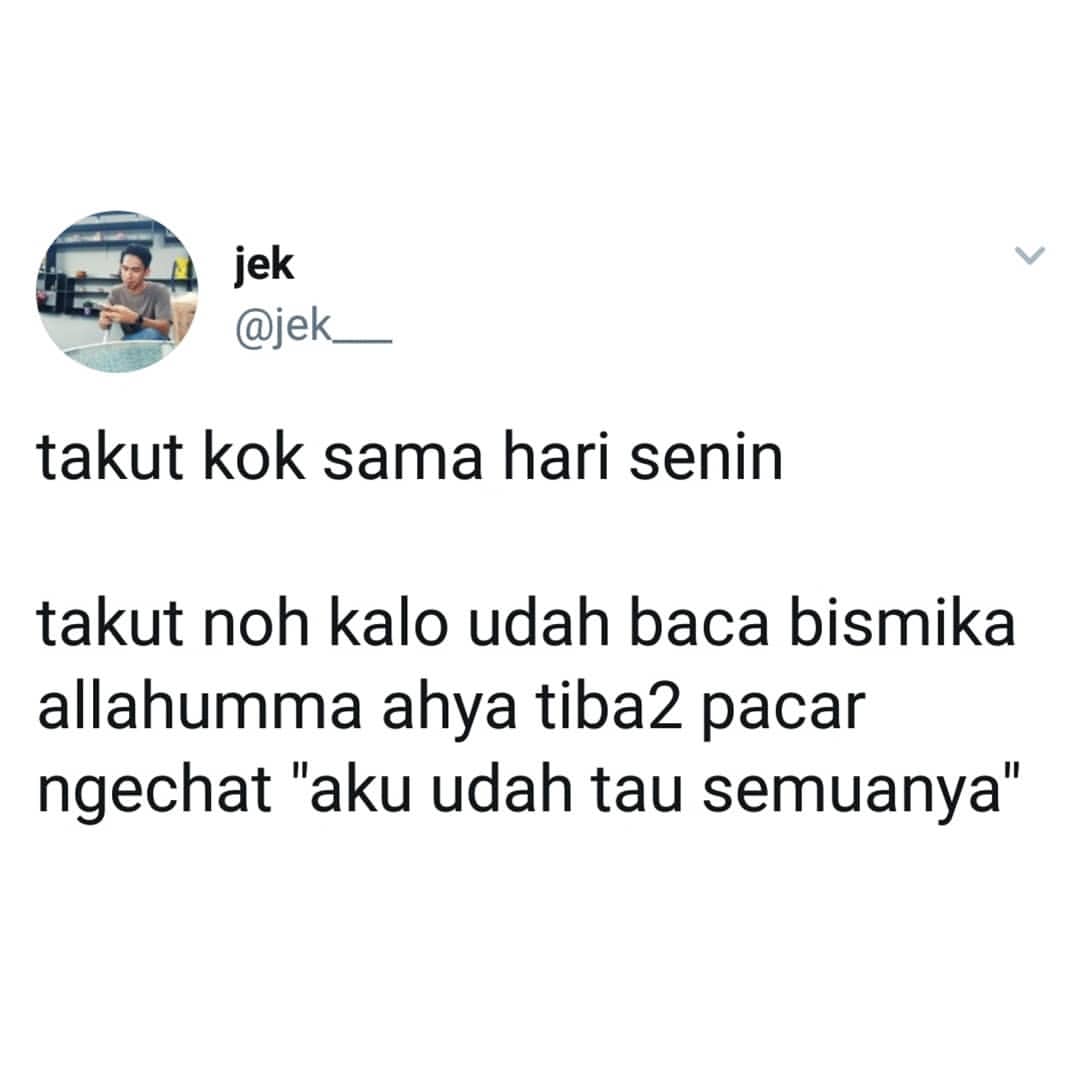 jek
@jek___
takut kok sama hari senin
takut noh kalo udah baca bismika
allahumma ahya tiba2 pacar
ngechat "aku udah tau semuanya"